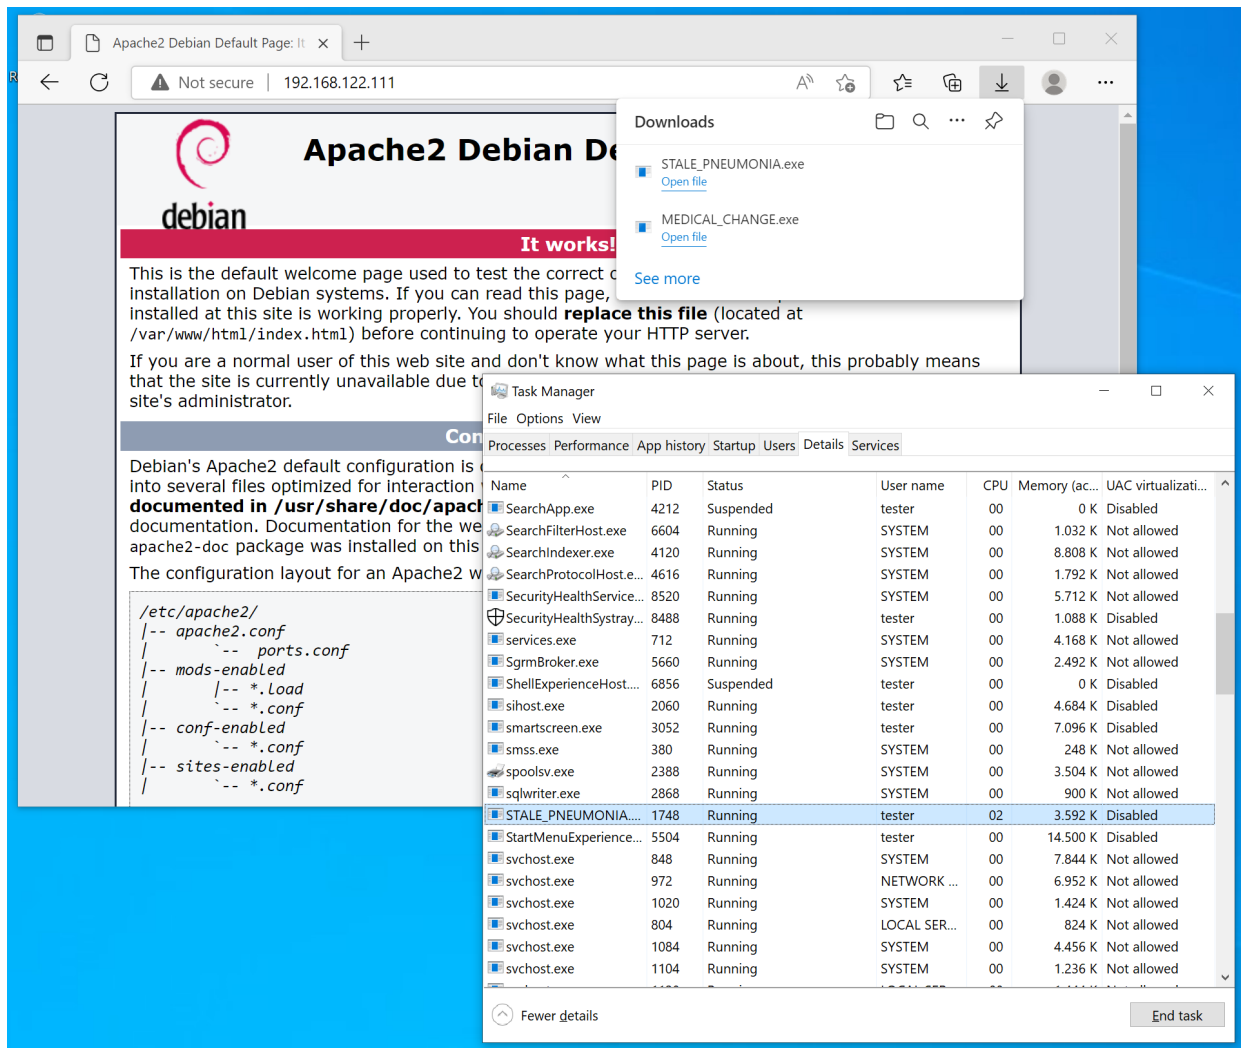 R
Apache2 Debian Default Page: It
Not secure | 192.168.122.111
Downloads
STALE_PNEUMONIA.exe
Open file
MEDICAL_CHANGE.exe
Open file
See more
debian
Apache2 Debian De
It works!
This is the default welcome page used to test the correct
installation on Debian systems. If you can read this page,
installed at this site is working properly. You should replace this file (located at
/var/www/html/index.html) before continuing to operate your HTTP server.
If you are a normal user of this web site and don't know what this page is about, this probably means
that the site is currently unavailable due to
site's administrator.
Con
Debian's Apache2 default configuration is
into several files optimized for interaction
documented in /usr/share/doc/apach
documentation. Documentation for the we
apache2-doc package was installed on this
The configuration layout for an Apache2 w
/etc/apache2/
|-- apache2.conf
|       `--  ports.conf
|-- mods-enabled
|       |-- *.load
|       `-- *.conf
|-- conf-enabled
|       `-- *.conf
|-- sites-enabled
|       `-- *.conf
Task Manager
File Options View
Processes Performance App history Startup Users Details Services
Name PID Status User name CPU Memory (ac... UAC virtualizati...
SearchApp.exe 4212 Suspended tester 00 0 K Disabled
SearchFilterHost.exe 6604 Running SYSTEM 00 1.032 K Not allowed
SearchIndexer.exe 4120 Running SYSTEM 00 8.808 K Not allowed
SearchProtocolHost.e... 4616 Running SYSTEM 00 1.792 K Not allowed
SecurityHealthService... 8520 Running SYSTEM 00 5.712 K Not allowed
SecurityHealthSystray... 8488 Running tester 00 1.088 K Disabled
services.exe 712 Running SYSTEM 00 4.168 K Not allowed
SgrmBroker.exe 5660 Running SYSTEM 00 2.492 K Not allowed
ShellExperienceHost.... 6856 Suspended tester 00 0 K Disabled
sihost.exe 2060 Running tester 00 4.684 K Disabled
smartscreen.exe 3052 Running tester 00 7.096 K Disabled
smss.exe 380 Running SYSTEM 00 248 K Not allowed
spoolsv.exe 2388 Running SYSTEM 00 3.504 K Not allowed
sqlwriter.exe 2868 Running SYSTEM 00 900 K Not allowed
STALE_PNEUMONIA.... 1748 Running tester 02 3.592 K Disabled
StartMenuExperience... 5504 Running tester 00 14.500 K Disabled
svchost.exe 848 Running SYSTEM 00 7.844 K Not allowed
svchost.exe 972 Running NETWORK ... 00 6.952 K Not allowed
svchost.exe 1020 Running SYSTEM 00 1.424 K Not allowed
svchost.exe 804 Running LOCAL SER... 00 824 K Not allowed
svchost.exe 1084 Running SYSTEM 00 4.456 K Not allowed
svchost.exe 1104 Running SYSTEM 00 1.236 K Not allowed
Fewer details
End task